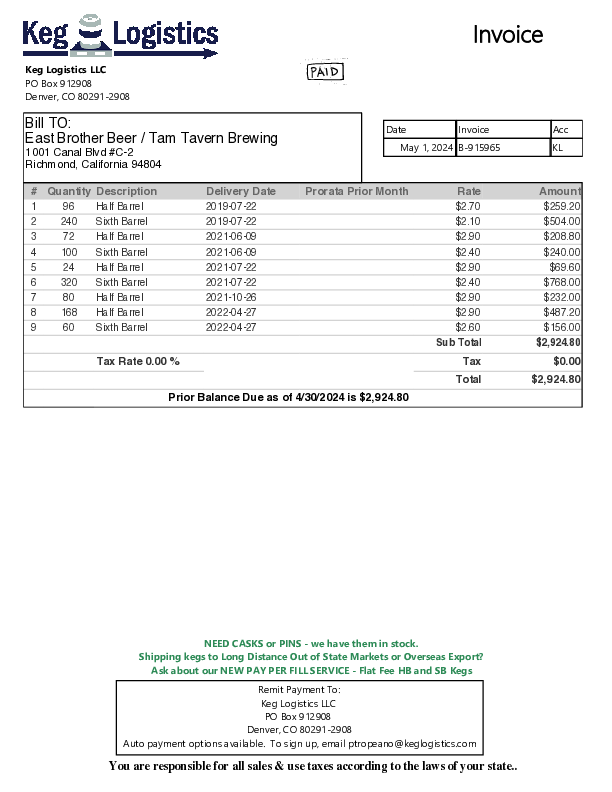 Keg Logistics
Invoice
Keg Logistics LLC
PO Box 912908
Denver, CO 80291-2908
PAID
Bill TO:
East Brother Beer / Tam Tavern Brewing
1001 Canal Blvd #C-2
Richmond, California 94804
Date Invoice Acc
May 1, 2024 B-915965 KL
# Quantity Description Delivery Date Prorata Prior Month Rate Amount
1 96 Half Barrel 2019-07-22 $2.70 $259.20
2 240 Sixth Barrel 2019-07-22 $2.10 $504.00
3 72 Half Barrel 2021-06-09 $2.90 $208.80
4 100 Sixth Barrel 2021-06-09 $2.40 $240.00
5 24 Half Barrel 2021-07-22 $2.90 $69.60
6 320 Sixth Barrel 2021-07-22 $2.40 $768.00
7 80 Half Barrel 2021-10-26 $2.90 $232.00
8 168 Half Barrel 2022-04-27 $2.90 $487.20
9 60 Sixth Barrel 2022-04-27 $2.60 $156.00
Sub Total $2,924.80
Tax Rate 0.00 % Tax $0.00
Total $2,924.80
Prior Balance Due as of 4/30/2024 is $2,924.80
NEED CASKS or PINS - we have them in stock.
Shipping kegs to Long Distance Out of State Markets or Overseas Export?
Ask about our NEW PAY PER FILL SERVICE - Flat Fee HB and SB Kegs
Remit Payment To:
Keg Logistics LLC
PO Box 912908
Denver, CO 80291-2908
Auto payment options available. To sign up, email ptropeano@keglogistics.com
You are responsible for all sales & use taxes according to the laws of your state..